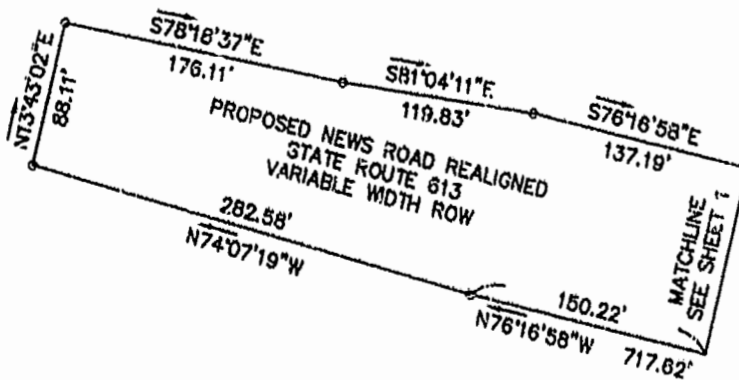 S78°18'37"E
176.11'
S81°04'11"E
119.83'
S76°16'58"E
137.19'
N13°43'02"E
88.11'
PROPOSED NEWS ROAD REALIGNED
STATE ROUTE 613
VARIABLE WIDTH ROW
282.58'
N74°07'19"W
150.22'
N76°16'58"W
717.62'
MATCHLINE
SEE SHEET 7